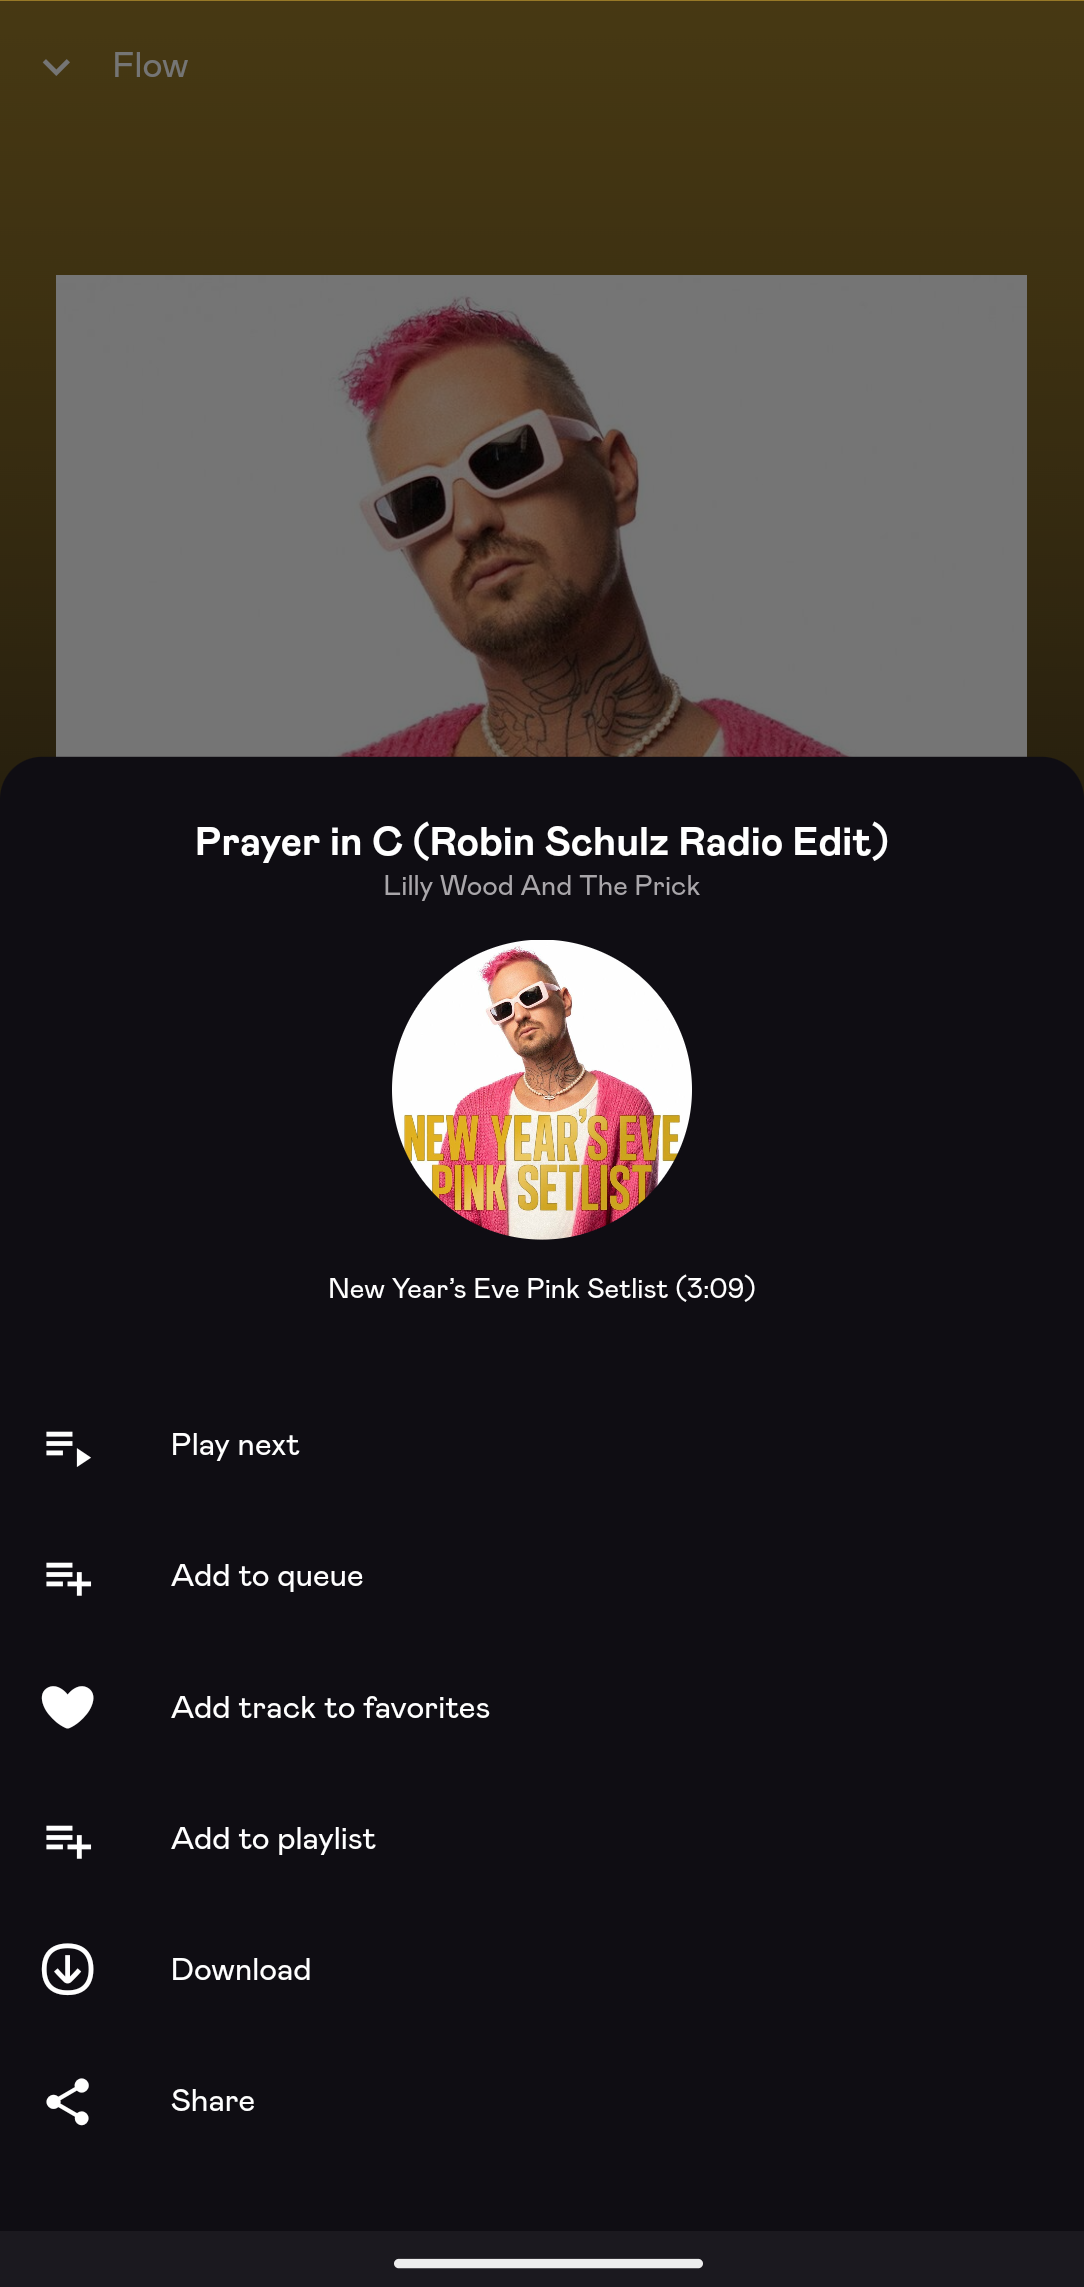 Flow
Prayer in C (Robin Schulz Radio Edit)
Lilly Wood And The Prick
NEW YEAR'S EVE
PINK SETLIST
New Year’s Eve Pink Setlist (3:09)
Play next
Add to queue
Add track to favorites
Add to playlist
Download
Share